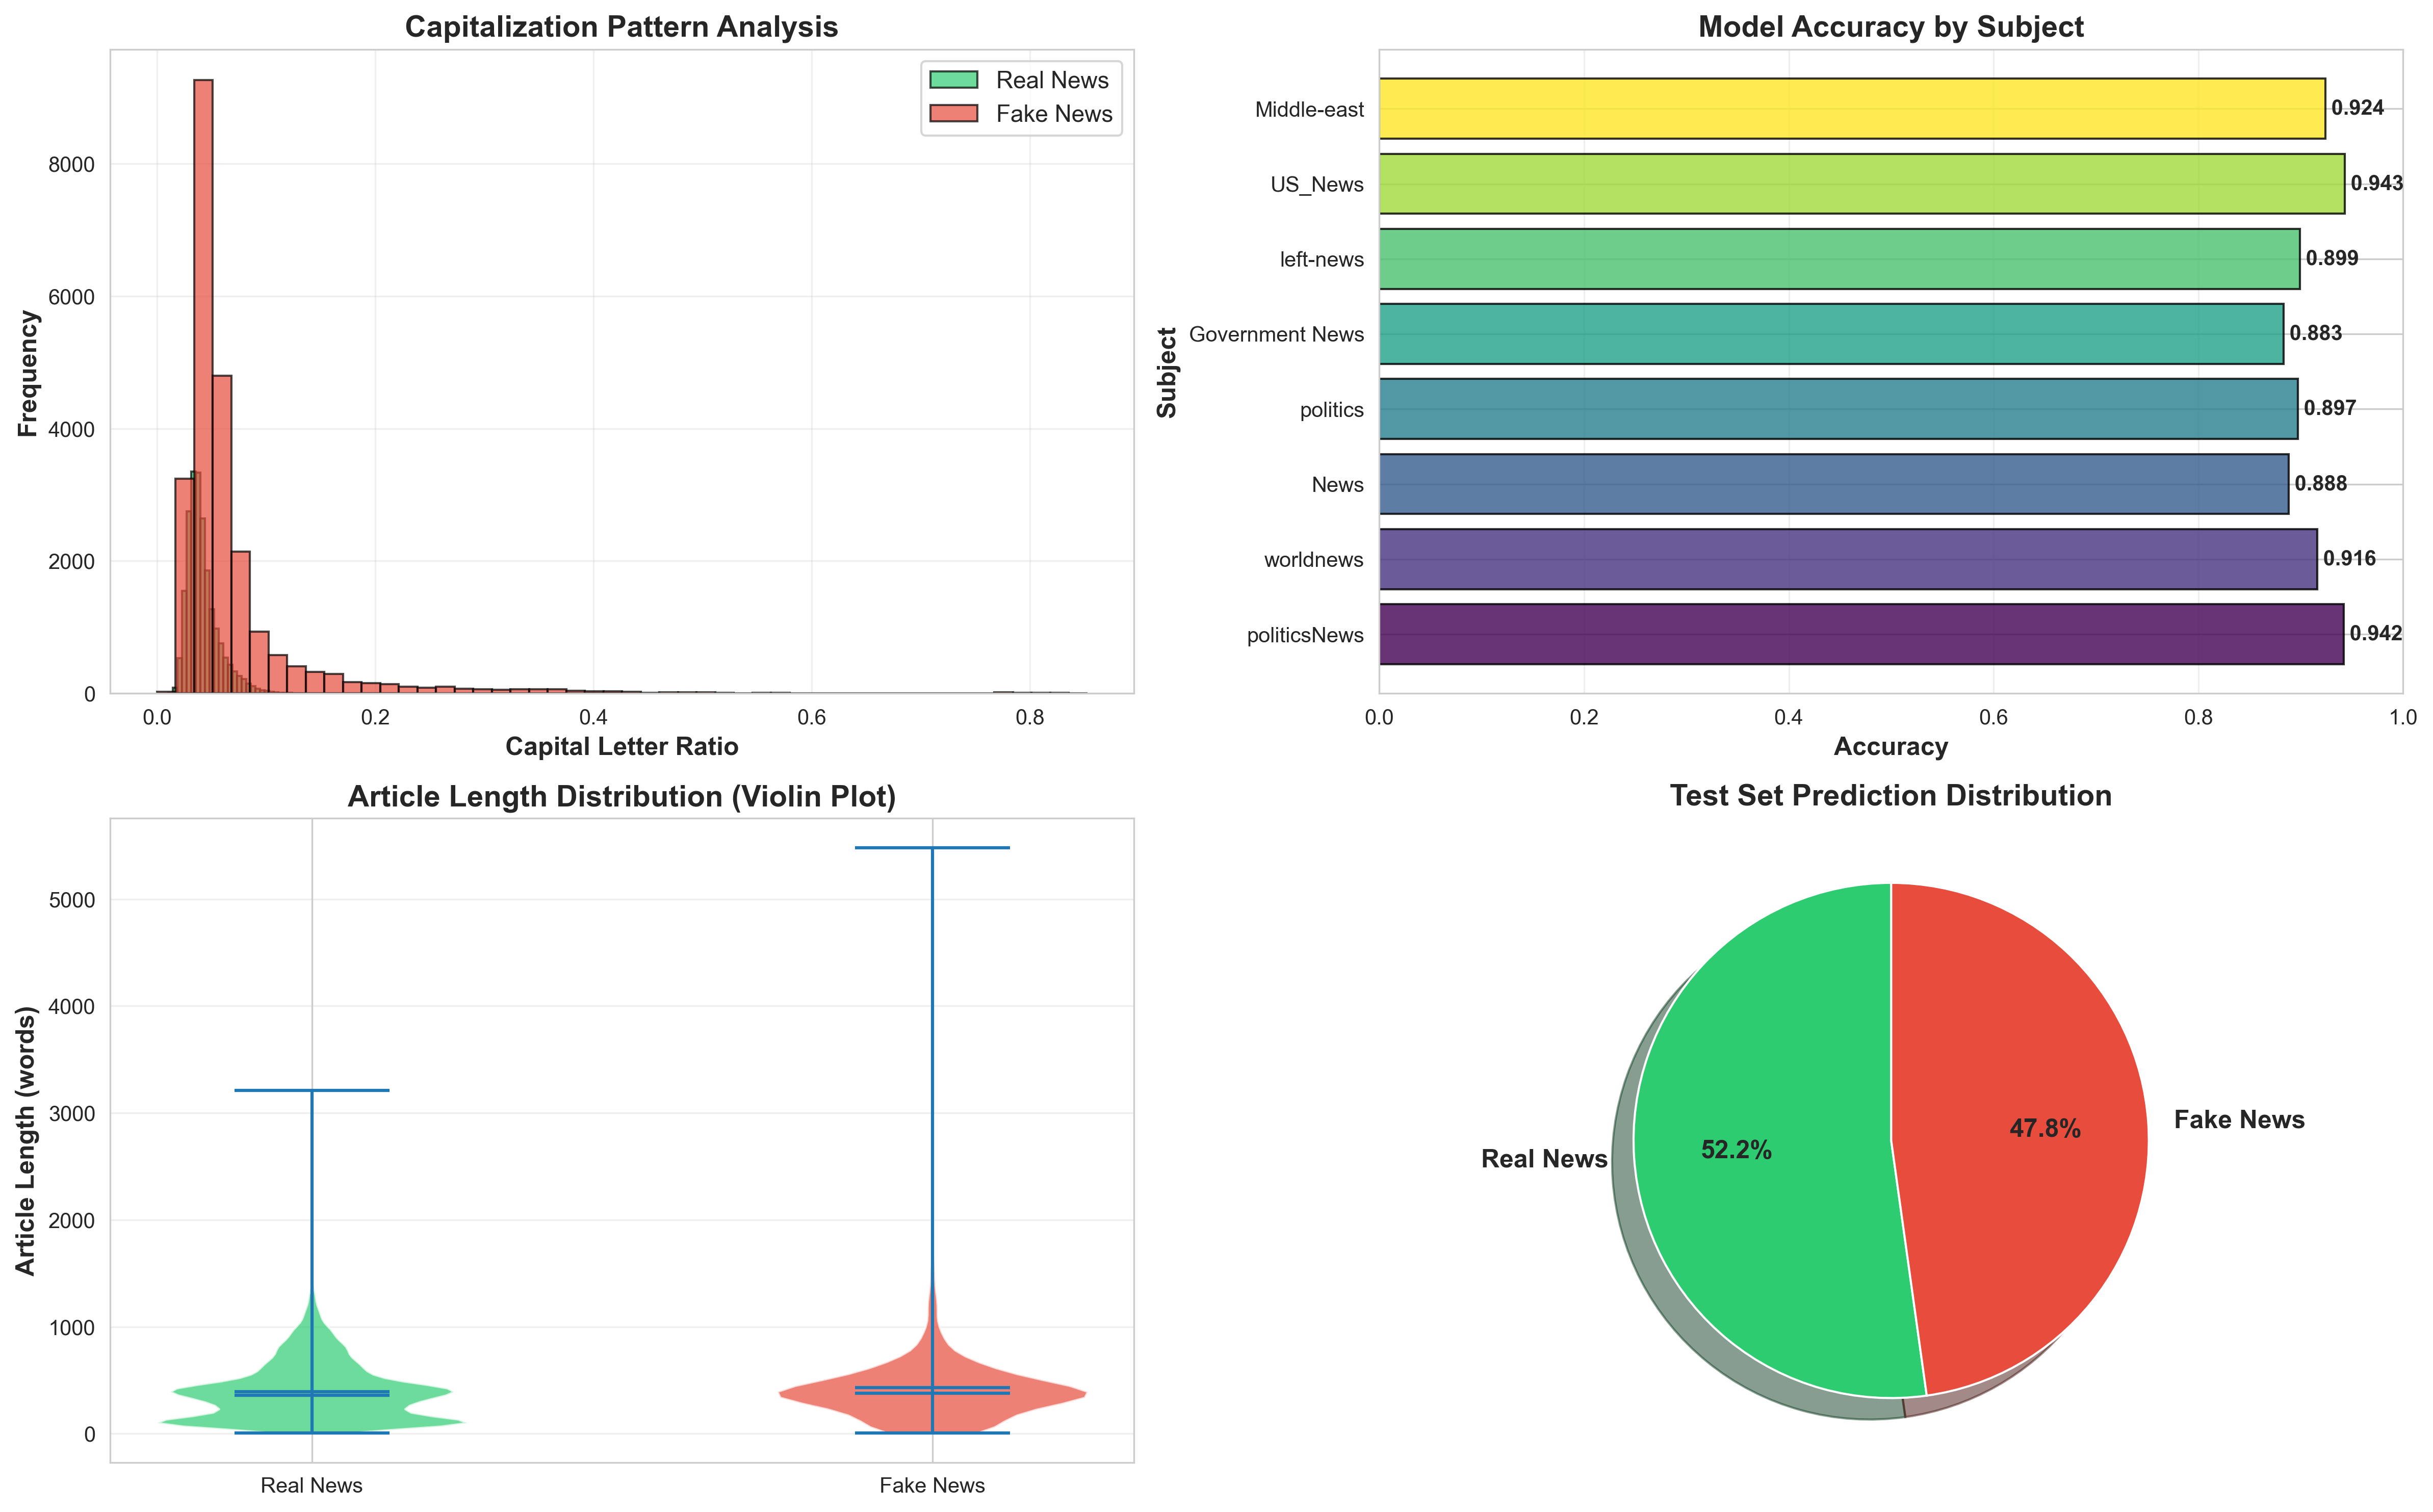 Capitalization Pattern Analysis
Real News
Fake News
8000
6000
4000
2000
0
Frequency
0.0 0.2 0.4 0.6 0.8
Capital Letter Ratio
Model Accuracy by Subject
Subject
Middle-east 0.924
US_News 0.943
left-news 0.899
Government News 0.883
politics 0.897
News 0.888
worldnews 0.916
politicsNews 0.942
0.0 0.2 0.4 0.6 0.8 1.0
Accuracy
Article Length Distribution (Violin Plot)
Article Length (words)
5000
4000
3000
2000
1000
0
Real News Fake News
Test Set Prediction Distribution
Real News 52.2%
47.8% Fake News